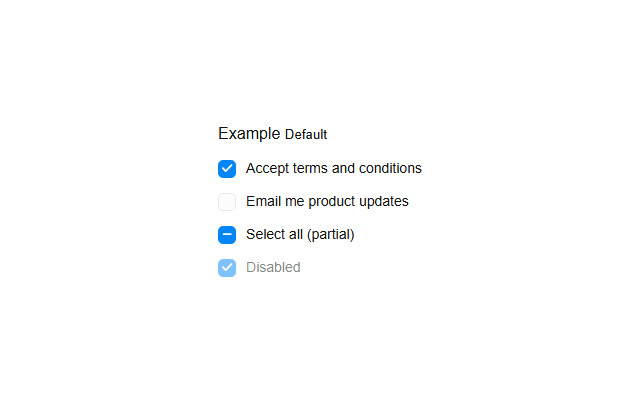 Example Default
Accept terms and conditions
Email me product updates
Select all (partial)
Disabled